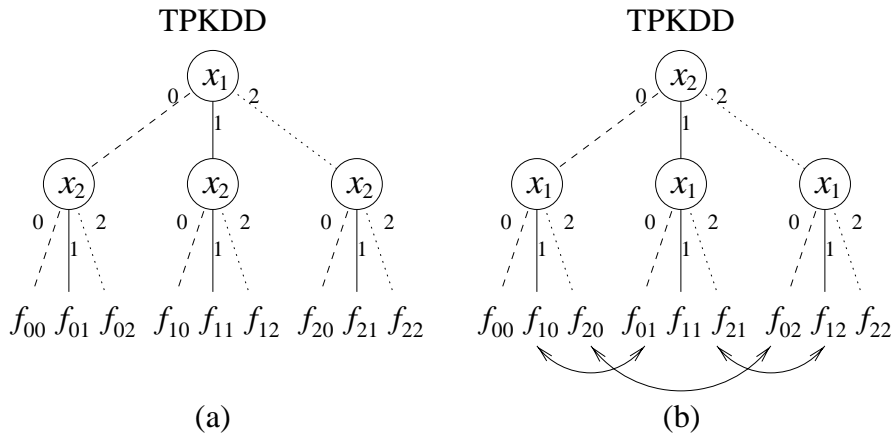 TPKDD TPKDD
x1 x2
0 2 0 2
1 1
x2 x2 x2 x1 x1 x1
0 2 0 2 0 2 0 2 0 2 0 2
1 1 1 1 1 1
f00 f01 f02 f10 f11 f12 f20 f21 f22 f00 f10 f20 f01 f11 f21 f02 f12 f22
(a) (b)